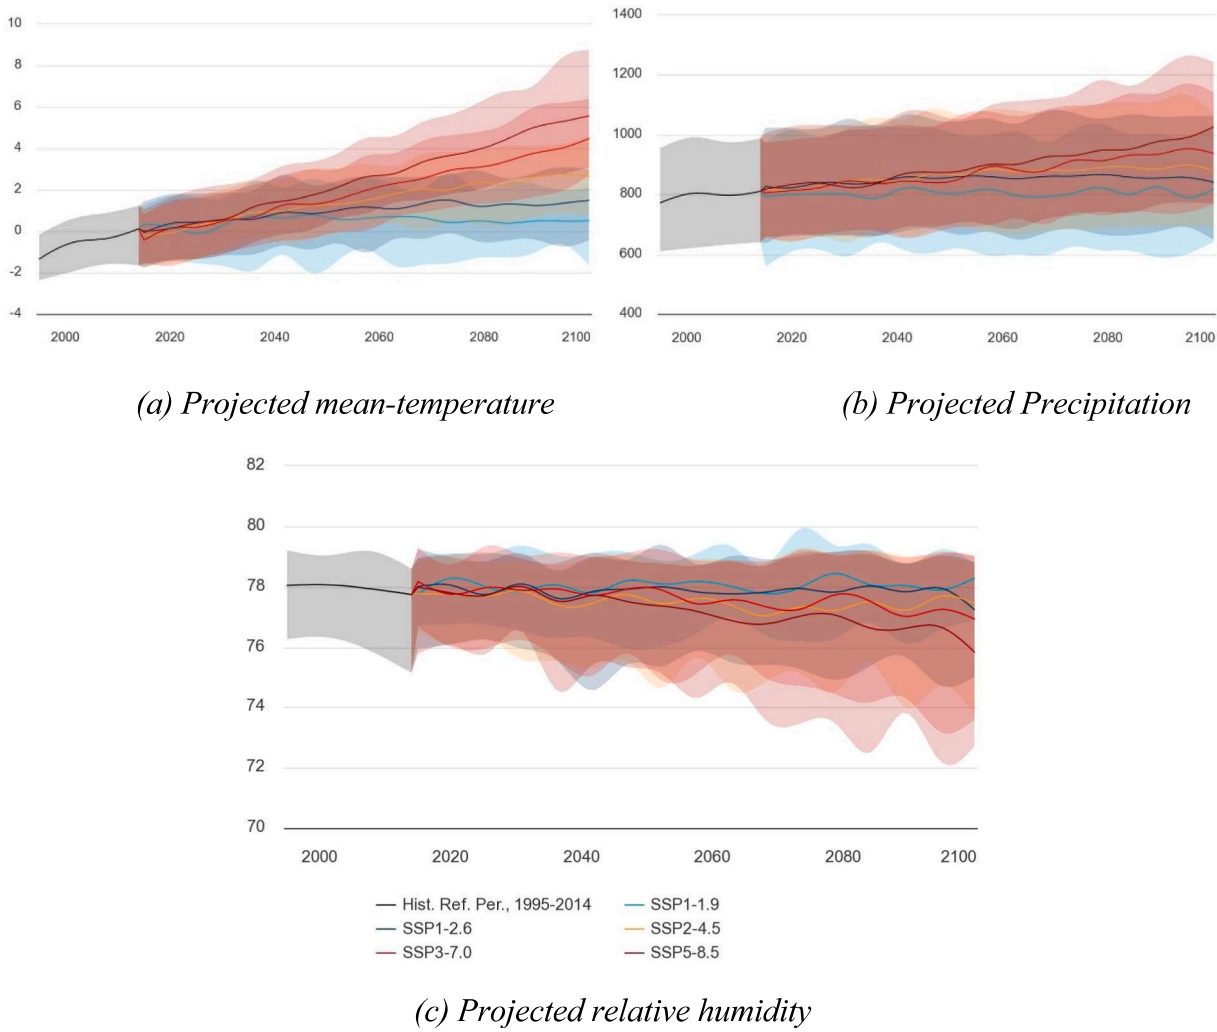 10
8
6
4
2
0
-2
-4
2000 2020 2040 2060 2080 2100
1400
1200
1000
800
600
400
2000 2020 2040 2060 2080 2100
(a) Projected mean-temperature
(b) Projected Precipitation
82
80
78
76
74
72
70
2000 2020 2040 2060 2080 2100
Hist. Ref. Per., 1995-2014 SSP1-1.9
SSP1-2.6 SSP2-4.5
SSP3-7.0 SSP5-8.5
(c) Projected relative humidity